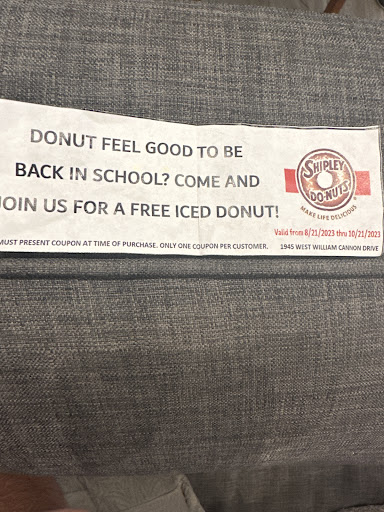 DONUT FEEL GOOD TO BE
BACK IN SCHOOL? COME AND
JOIN US FOR A FREE ICED DONUT!
SHIPLEY
DO-NUTS
MAKE LIFE DELICIOUS
Valid from 8/21/2023 thru 10/21/2023
MUST PRESENT COUPON AT TIME OF PURCHASE. ONLY ONE COUPON PER CUSTOMER. 1945 WEST WILLIAM CANNON DRIVE